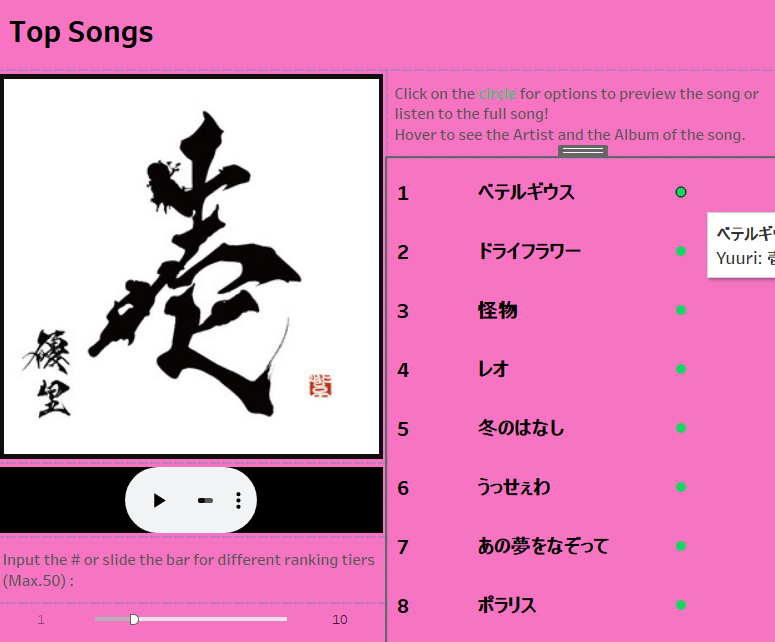 Top Songs
壱
優里
Click on the circle for options to preview the song or
listen to the full song!
Hover to see the Artist and the Album of the song.
1 ベテルギウス
2 ドライフラワー
3 怪物
4 レオ
5 冬のはなし
6 うっせぇわ
7 あの夢をなぞって
8 ポラリス
ベテルギウ
Yuuri: 壱
Input the # or slide the bar for different ranking tiers
(Max.50) :
1 10